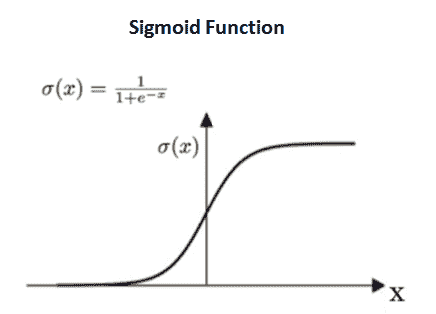 Sigmoid Function
σ(x) = 1/(1+e^{-x})
σ(x)
X